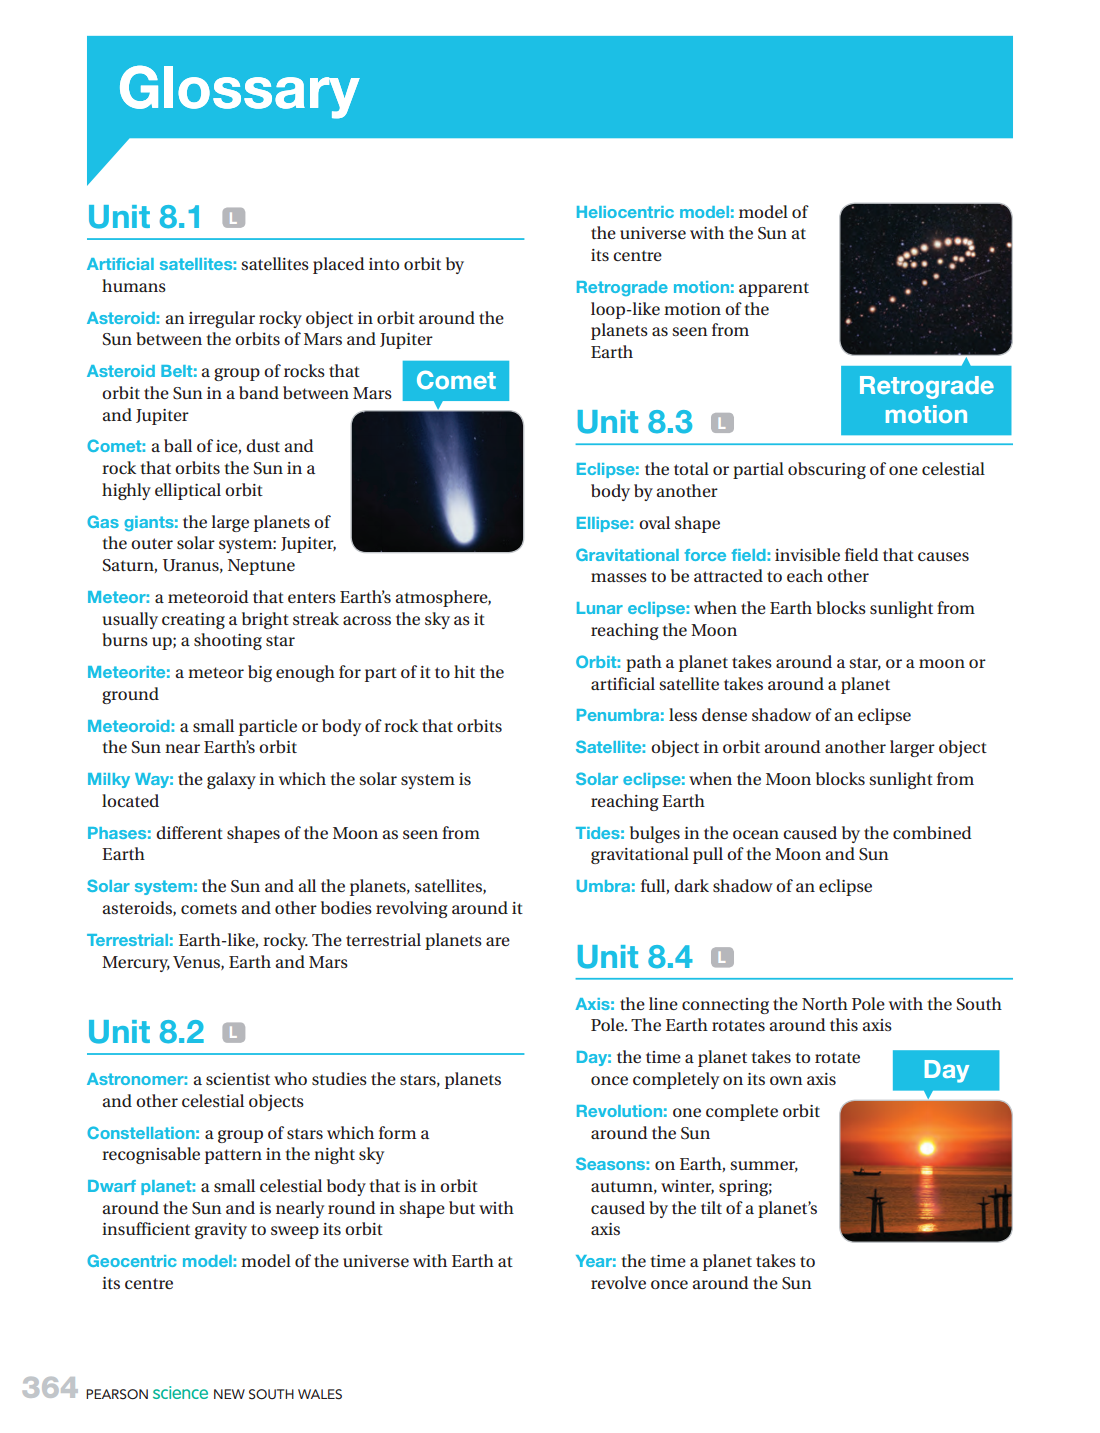 Glossary
Unit 8.1 L
Artificial satellites: satellites placed into orbit by
humans
Asteroid: an irregular rocky object in orbit around the
Sun between the orbits of Mars and Jupiter
Asteroid Belt: a group of rocks that
orbit the Sun in a band between Mars
and Jupiter
Comet
Comet: a ball of ice, dust and
rock that orbits the Sun in a
highly elliptical orbit
Gas giants: the large planets of
the outer solar system: Jupiter,
Saturn, Uranus, Neptune
Meteor: a meteoroid that enters Earth’s atmosphere,
usually creating a bright streak across the sky as it
burns up; a shooting star
Meteorite: a meteor big enough for part of it to hit the
ground
Meteoroid: a small particle or body of rock that orbits
the Sun near Earth’s orbit
Milky Way: the galaxy in which the solar system is
located
Phases: different shapes of the Moon as seen from
Earth
Solar system: the Sun and all the planets, satellites,
asteroids, comets and other bodies revolving around it
Terrestrial: Earth-like, rocky. The terrestrial planets are
Mercury, Venus, Earth and Mars
Unit 8.2 L
Astronomer: a scientist who studies the stars, planets
and other celestial objects
Constellation: a group of stars which form a
recognisable pattern in the night sky
Dwarf planet: a small celestial body that is in orbit
around the Sun and is nearly round in shape but with
insufficient gravity to sweep its orbit
Geocentric model: model of the universe with Earth at
its centre
Heliocentric model: model of
the universe with the Sun at
its centre
Retrograde motion: apparent
loop-like motion of the
planets as seen from
Earth
Retrograde
motion
Unit 8.3 L
Eclipse: the total or partial obscuring of one celestial
body by another
Ellipse: oval shape
Gravitational force field: invisible field that causes
masses to be attracted to each other
Lunar eclipse: when the Earth blocks sunlight from
reaching the Moon
Orbit: path a planet takes around a star, or a moon or
artificial satellite takes around a planet
Penumbra: less dense shadow of an eclipse
Satellite: object in orbit around another larger object
Solar eclipse: when the Moon blocks sunlight from
reaching Earth
Tides: bulges in the ocean caused by the combined
gravitational pull of the Moon and Sun
Umbra: full, dark shadow of an eclipse
Unit 8.4 L
Axis: the line connecting the North Pole with the South
Pole. The Earth rotates around this axis
Day: the time a planet takes to rotate
once completely on its own axis
Day
Revolution: one complete orbit
around the Sun
Seasons: on Earth, summer,
autumn, winter, spring;
caused by the tilt of a planet’s
axis
Year: the time a planet takes to
revolve once around the Sun
364 PEARSON science NEW SOUTH WALES